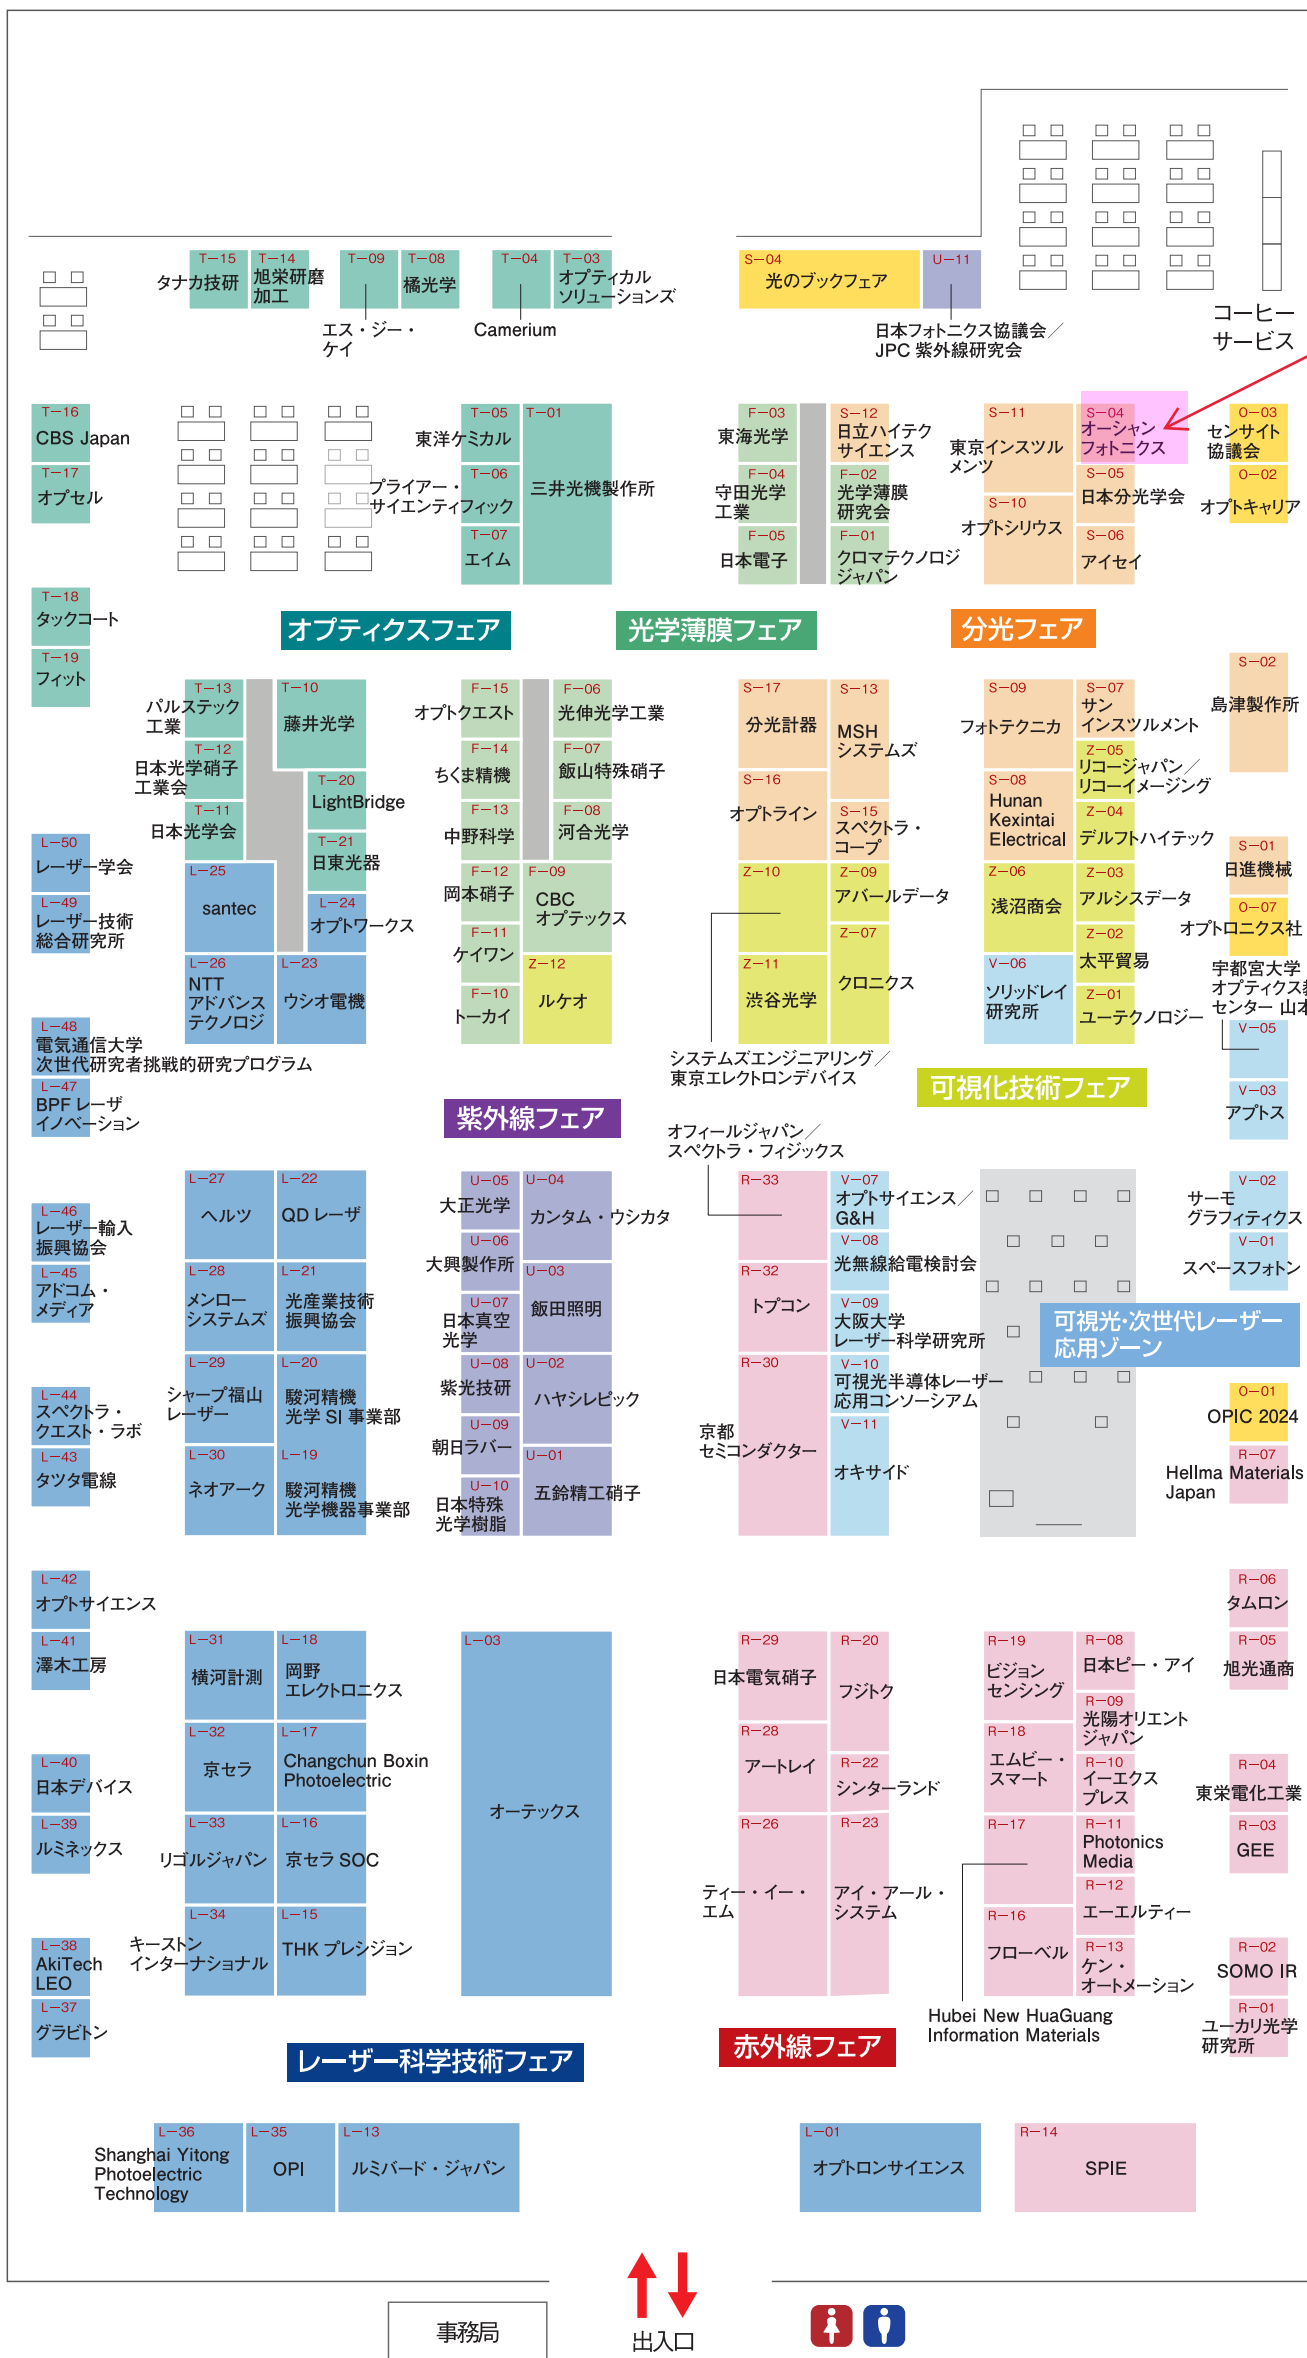 T-15
タナカ技研
T-14
旭栄研磨
加工
T-09
エス・ジー・
ケイ
T-08
橘光学
T-04
Camerium
T-03
オプティカル
ソリューションズ
S-04
光のブックフェア
U-11
日本フォトニクス協議会／
JPC 紫外線研究会
コーヒー
サービス
T-16
CBS Japan
T-17
オプセル
T-05
東洋ケミカル
T-06
プライアー・
サイエンティフィック
T-07
エイム
T-01
三井光機製作所
F-03
東海光学
F-04
守田光学
工業
F-05
日本電子
S-12
日立ハイテク
サイエンス
F-02
光学薄膜
研究会
F-01
クロマテクノロジ
ジャパン
S-11
東京インスツル
メンツ
S-10
オプトシリウス
S-04
オーシャン
フォトニクス
S-05
日本分光学会
S-06
アイセイ
O-03
センサイト
協議会
O-02
オプトキャリア
T-18
タックコート
T-19
フィット
オプティクスフェア
光学薄膜フェア
分光フェア
T-13
パルステック
工業
T-12
日本光学硝子
工業会
T-11
日本光学会
T-10
藤井光学
T-20
LightBridge
T-21
日東光器
L-25
santec
L-24
オプトワークス
L-26
NTT
アドバンス
テクノロジ
L-23
ウシオ電機
F-15
オプトクエスト
F-14
ちくま精機
F-13
中野科学
F-12
岡本硝子
F-11
ケイワン
F-10
トーカイ
F-06
光伸光学工業
F-07
飯山特殊硝子
F-08
河合光学
F-09
CBC
オプテックス
Z-12
ルケオ
S-17
分光計器
S-16
オプトライン
S-13
MSH
システムズ
S-15
スペクトラ・
コープ
Z-10
システムズエンジニアリング／
東京エレクトロンデバイス
Z-09
アバールデータ
Z-11
渋谷光学
Z-07
クロニクス
S-09
フォトテクニカ
S-08
Hunan
Kexintai
Electrical
Z-06
浅沼商会
V-06
ソリッドレイ
研究所
S-07
サン
インスツルメント
Z-05
リコージャパン／
リコーイメージング
Z-04
デルフトハイテック
Z-03
アルシスデータ
Z-02
太平貿易
Z-01
ユーテクノロジー
S-02
島津製作所
S-01
日進機械
O-07
オプトロニクス社
宇都宮大学
オプティクス
センター 山本
V-05
V-03
アプトス
L-50
レーザー学会
L-49
レーザー技術
総合研究所
L-48
電気通信大学
次世代研究者挑戦的研究プログラム
L-47
BPF レーザ
イノベーション
紫外線フェア
可視化技術フェア
L-46
レーザー輸入
振興協会
L-45
アドコム・
メディア
L-44
スペクトラ・
クエスト・ラボ
L-43
タツタ電線
L-27
ヘルツ
L-22
QD レーザ
L-28
メンロー
システムズ
L-21
光産業技術
振興協会
L-29
シャープ福山
レーザー
L-20
駿河精機
光学 SI 事業部
L-30
ネオアーク
L-19
駿河精機
光学機器事業部
U-05
大正光学
U-06
大興製作所
U-07
日本真空
光学
U-08
紫光技研
U-09
朝日ラバー
U-10
日本特殊
光学樹脂
U-04
カンタム・ウシカタ
U-03
飯田照明
U-02
ハヤシレピック
U-01
五鈴精工硝子
オフィールジャパン／
スペクトラ・フィジックス
R-33
R-32
トプコン
R-30
京都
セミコンダクター
V-07
オプトサイエンス／
G&H
V-08
光無線給電検討会
V-09
大阪大学
レーザー科学研究所
V-10
可視光半導体レーザー
応用コンソーシアム
V-11
オキサイド
可視光・次世代レーザー
応用ゾーン
V-02
サーモ
グラフィティクス
V-01
スペースフォトン
O-01
OPIC 2024
R-07
Hellma Materials
Japan
L-42
オプトサイエンス
L-41
澤木工房
L-40
日本デバイス
L-39
ルミネックス
L-38
AkiTech
LEO
L-37
グラビトン
L-31
横河計測
L-18
岡野
エレクトロニクス
L-32
京セラ
L-17
Changchun Boxin
Photoelectric
L-33
リゴルジャパン
L-16
京セラ SOC
L-34
キーストン
インターナショナル
L-15
THK プレシジョン
L-03
オーテックス
R-29
日本電気硝子
R-28
アートレイ
R-26
ティー・イー・
エム
R-20
フジトク
R-22
シンターランド
R-23
アイ・アール・
システム
R-19
ビジョン
センシング
R-18
エムビー・
スマート
R-17
Hubei New HuaGuang
Information Materials
R-16
フローベル
R-08
日本ピー・アイ
R-09
光陽オリエント
ジャパン
R-10
イーエクス
プレス
R-11
Photonics
Media
R-12
エーエルティー
R-13
ケン・
オートメーション
R-06
タムロン
R-05
旭光通商
R-04
東栄電化工業
R-03
GEE
R-02
SOMO IR
R-01
ユーカリ光学
研究所
レーザー科学技術フェア
赤外線フェア
L-36
Shanghai Yitong
Photoelectric
Technology
L-35
OPI
L-13
ルミバード・ジャパン
L-01
オプトロンサイエンス
R-14
SPIE
事務局
出入口